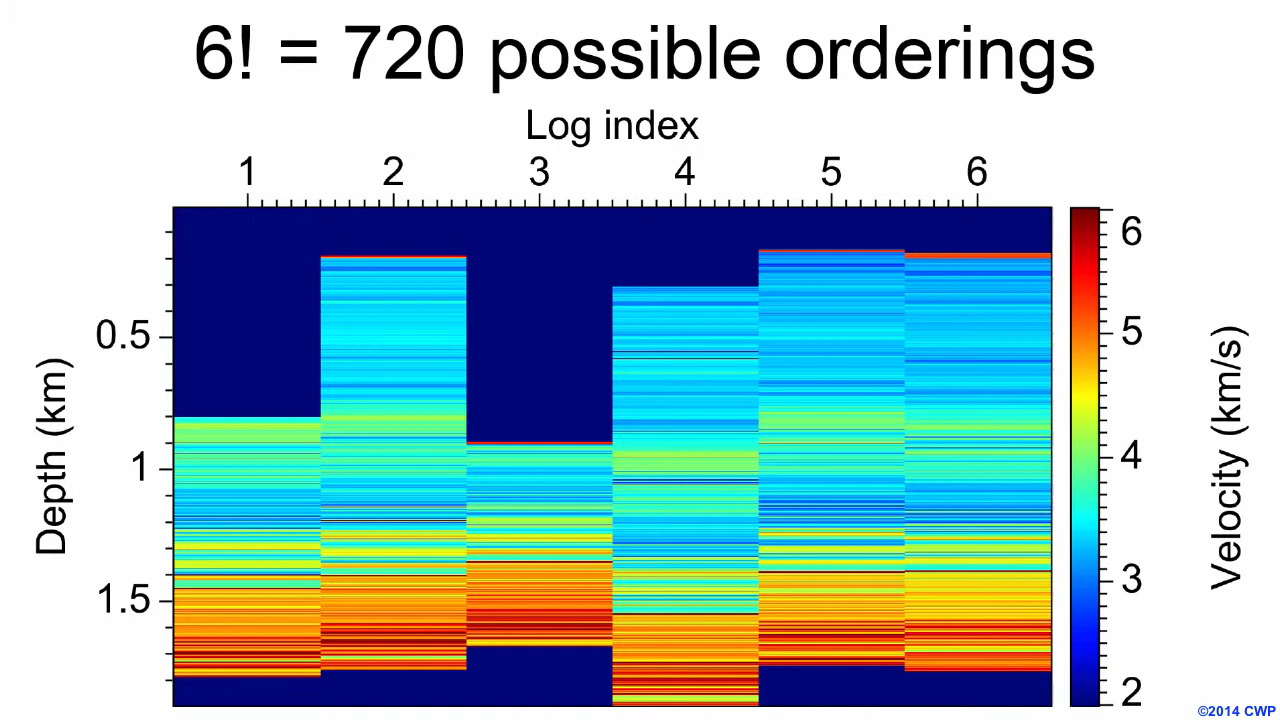 6! = 720 possible orderings
Log index
1 2 3 4 5 6
0.5
1
1.5
Depth (km)
6
5
4
3
2
Velocity (km/s)
©2014 CWP